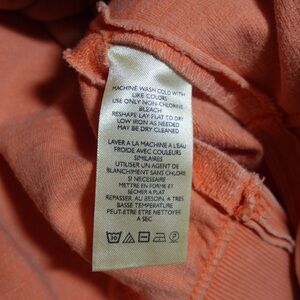 MACHINE WASH COLD WITH
LIKE COLORS
USE ONLY NON-CHLORINE
BLEACH
RESHAPE LAY FLAT TO DRY
LOW IRON AS NEEDED
MAY BE DRY CLEANED
LAVER A LA MACHINE A L'EAU
FROIDE AVEC COULEURS
SIMILAIRES
UTILISER UN AGENT DE
BLANCHIMENT SANS CHLORE
SI NECESSAIRE
METTRE EN FORME ET
SECHER A PLAT
REPASSER AU BESOIN, A TRES
BASSE TEMPERATURE
PEUT-ETRE ETRE NETTOYER
A SEC
30